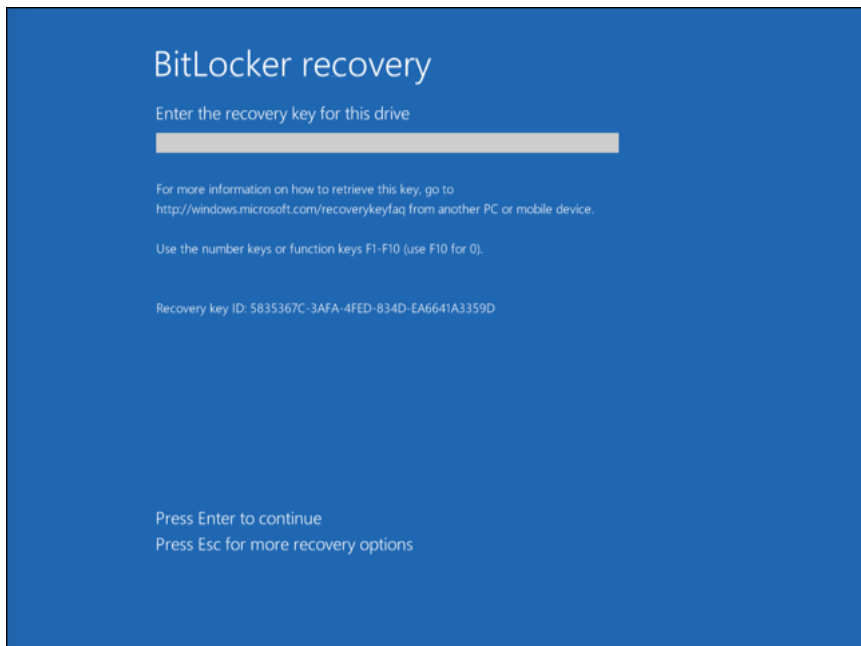 BitLocker recovery
Enter the recovery key for this drive
For more information on how to retrieve this key, go to
http://windows.microsoft.com/recoverykeyfaq from another PC or mobile device.
Use the number keys or function keys F1-F10 (use F10 for 0).
Recovery key ID: 5835367C-3AFA-4FED-834D-EA6641A3359D
Press Enter to continue
Press Esc for more recovery options